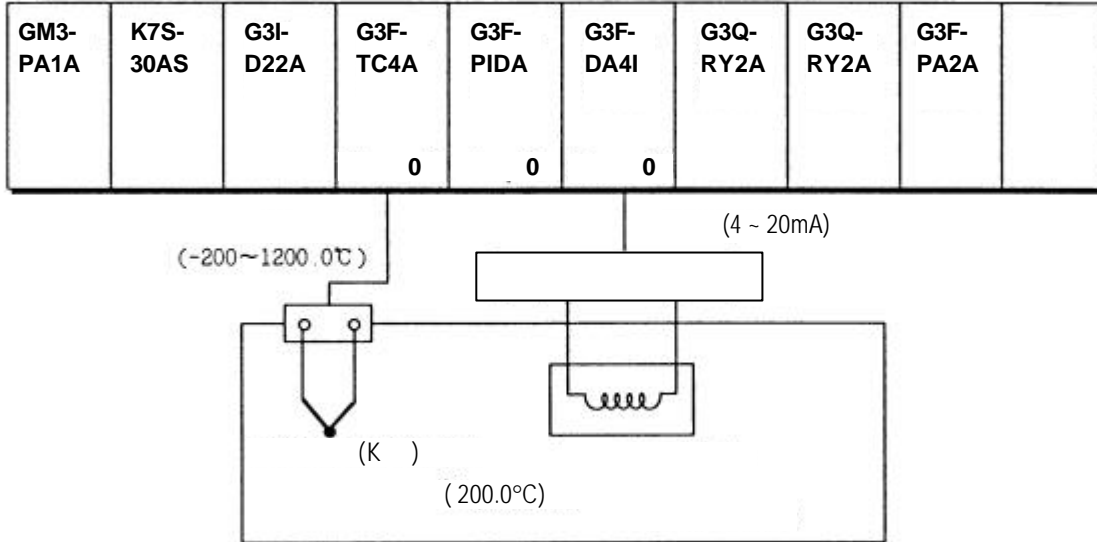 GM3-
PA1A
K7S-
30AS
G3I-
D22A
G3F-
TC4A
0
G3F-
PIDA
0
G3F-
DA4I
0
G3Q-
RY2A
G3Q-
RY2A
G3F-
PA2A
(-200~1200.0℃)
(4 ~ 20mA)
(K )
( 200.0°C)